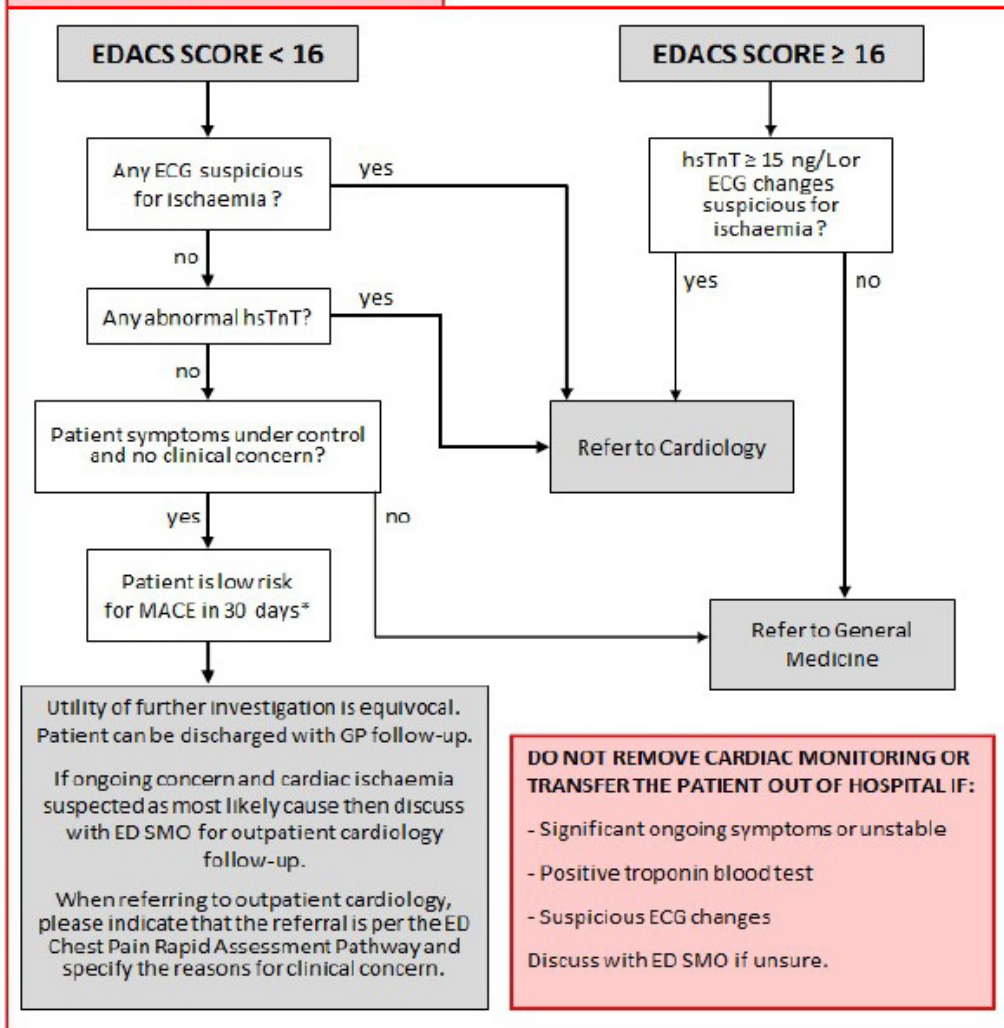 EDACS SCORE < 16
EDACS SCORE ≥ 16
Any ECG suspicious
for ischaemia ?
yes
no
hsTnT ≥ 15 ng/L or
ECG changes
suspicious for
ischaemia ?
yes
no
Any abnormal hsTnT?
yes
no
Refer to Cardiology
Patient symptoms under control
and no clinical concern?
yes
no
Patient is low risk
for MACE in 30 days*
Refer to General
Medicine
Utility of further investigation is equivocal.
Patient can be discharged with GP follow-up.
If ongoing concern and cardiac ischaemia
suspected as most likely cause then discuss
with ED SMO for outpatient cardiology
follow-up.
When referring to outpatient cardiology,
please indicate that the referral is per the ED
Chest Pain Rapid Assessment Pathway and
specify the reasons for clinical concern.
DO NOT REMOVE CARDIAC MONITORING OR
TRANSFER THE PATIENT OUT OF HOSPITAL IF:
- Significant ongoing symptoms or unstable
- Positive troponin blood test
- Suspicious ECG changes
Discuss with ED SMO if unsure.